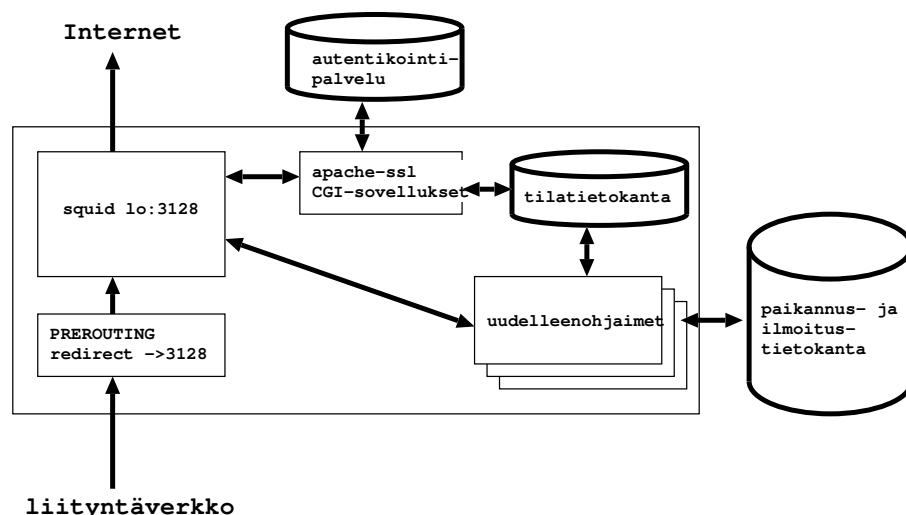 Internet
autentikointi-
palvelu
apache-ssl
CGI-sovellukset
squid lo:3128
tilatietokanta
uudelleenohjaimet
paikannus- ja
ilmoitus-
tietokanta
PREROUTING
redirect ->3128
liityntäverkko